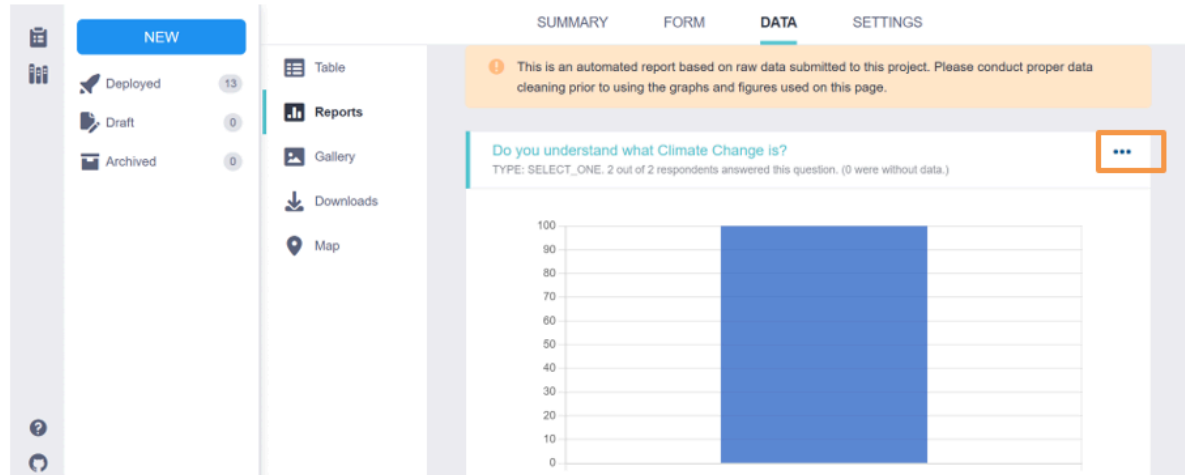 SUMMARY
FORM
DATA
SETTINGS
NEW
Deployed 13
Draft 0
Archived 0
Table
Reports
Gallery
Downloads
Map
This is an automated report based on raw data submitted to this project. Please conduct proper data
cleaning prior to using the graphs and figures used on this page.
Do you understand what Climate Change is?
TYPE: SELECT_ONE. 2 out of 2 respondents answered this question. (0 were without data.)
100
90
80
70
60
50
40
30
20
10
0